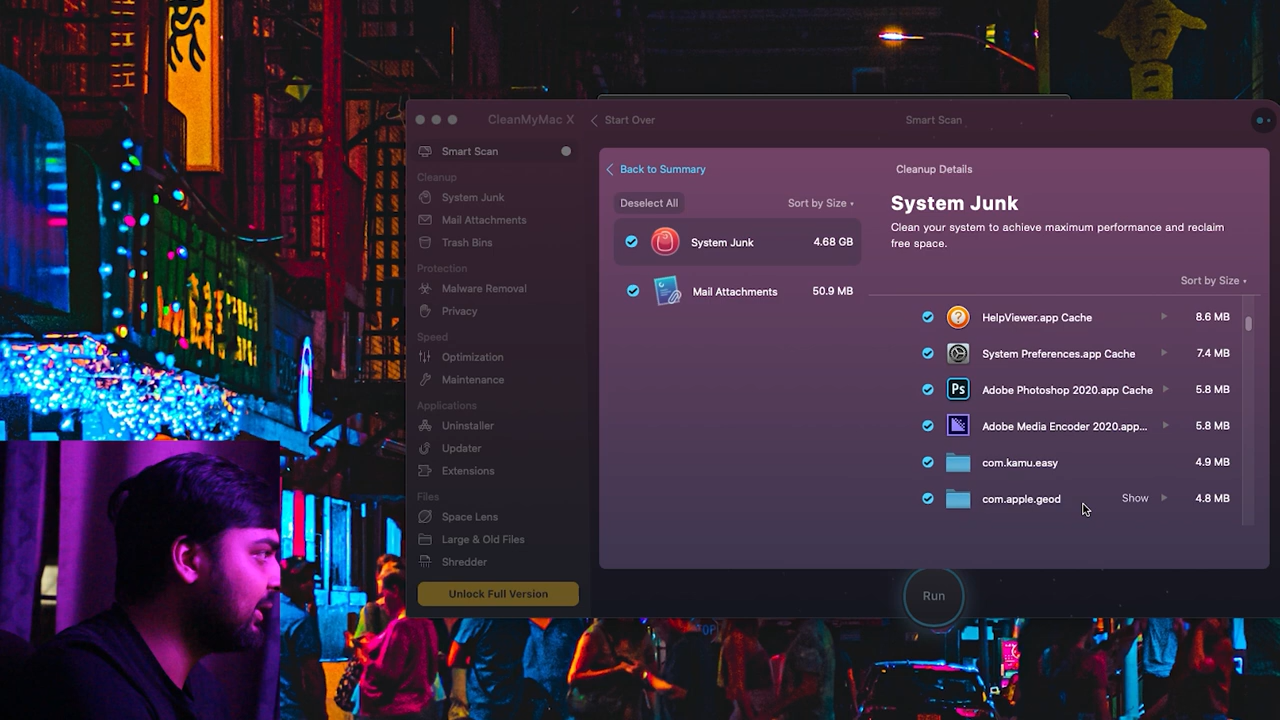 CleanMyMac X
Start Over
Smart Scan
Smart Scan
Cleanup
System Junk
Mail Attachments
Trash Bins
Protection
Malware Removal
Privacy
Speed
Optimization
Maintenance
Applications
Uninstaller
Updater
Extensions
Files
Space Lens
Large & Old Files
Shredder
Unlock Full Version
Back to Summary
Cleanup Details
Deselect All
Sort by Size
System Junk 4.68 GB
Mail Attachments 50.9 MB
System Junk
Clean your system to achieve maximum performance and reclaim
free space.
Sort by Size
HelpViewer.app Cache 8.6 MB
System Preferences.app Cache 7.4 MB
Ps Adobe Photoshop 2020.app Cache 5.8 MB
Adobe Media Encoder 2020.app... 5.8 MB
com.kamu.easy 4.9 MB
com.apple.geod Show 4.8 MB
Run